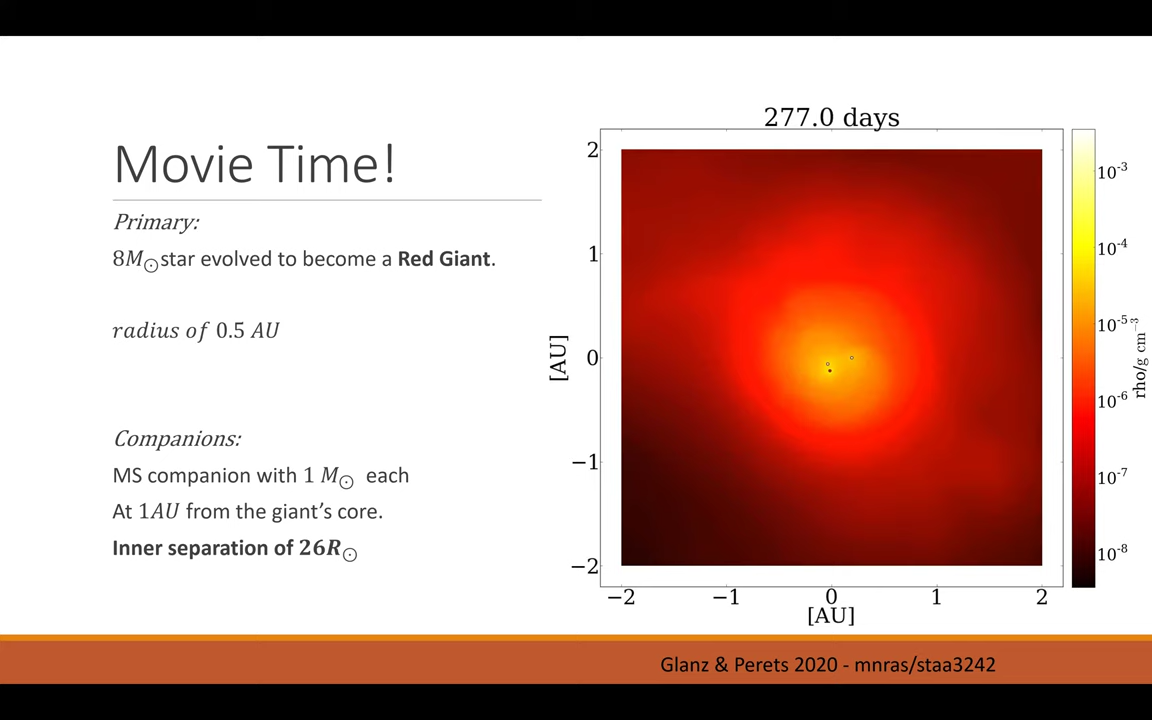 Movie Time!
Primary:
8M⊙star evolved to become a Red Giant.
radius of 0.5 AU
Companions:
MS companion with 1 M⊙ each
At 1AU from the giant's core.
Inner separation of 26R⊙
277.0 days
2
1
0
−1
−2
[AU]
−2 −1 0 1 2
[AU]
10⁻³
10⁻⁴
10⁻⁵
10⁻⁶
10⁻⁷
10⁻⁸
rho/g cm⁻³
Glanz & Perets 2020 - mnras/staa3242